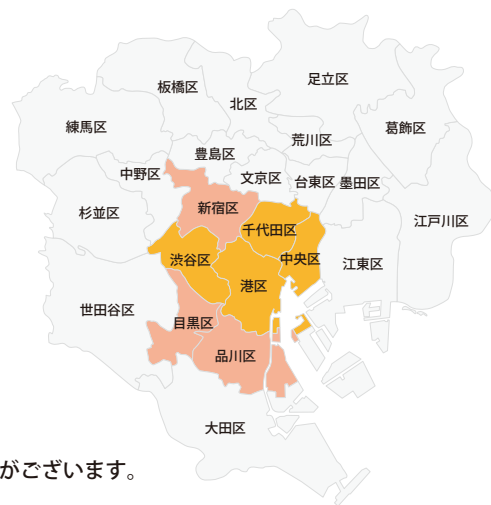 足立区
板橋区
北区
葛飾区
練馬区
荒川区
豊島区
中野区
文京区
台東区
墨田区
杉並区
新宿区
江戸川区
千代田区
渋谷区
中央区
江東区
港区
世田谷区
目黒区
品川区
大田区
がございます。